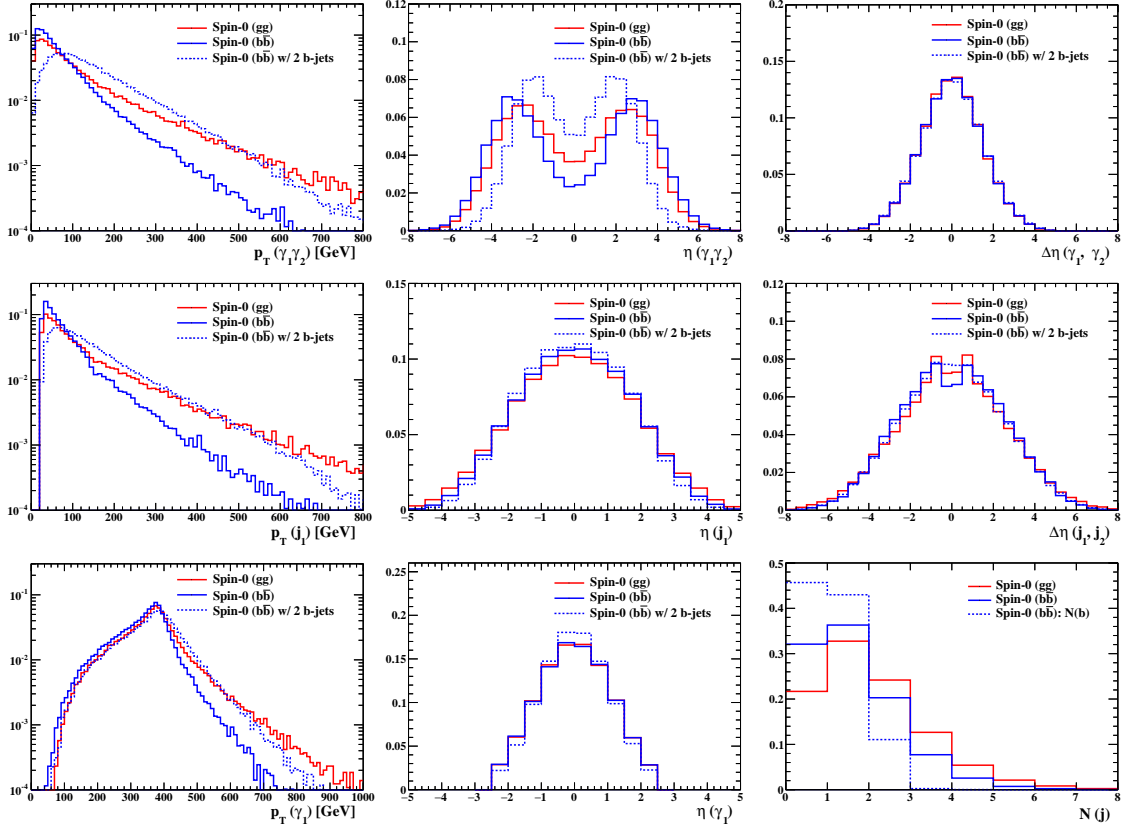 Spin-0 (gg)
Spin-0 (bb̄)
Spin-0 (bb̄) w/ 2 b-jets
10⁻¹
10⁻²
10⁻³
10⁻⁴
0 100 200 300 400 500 600 700 800
p_T (γ₁γ₂) [GeV]
Spin-0 (gg)
Spin-0 (bb̄)
Spin-0 (bb̄) w/ 2 b-jets
0.12
0.1
0.08
0.06
0.04
0.02
0
−8 −6 −4 −2 0 2 4 6 8
η (γ₁γ₂)
Spin-0 (gg)
Spin-0 (bb̄)
Spin-0 (bb̄) w/ 2 b-jets
0.2
0.15
0.1
0.05
0
-8 -6 -4 -2 0 2 4 6 8
Δη (γ₁, γ₂)
Spin-0 (gg)
Spin-0 (bb̄)
Spin-0 (bb̄) w/ 2 b-jets
10⁻¹
10⁻²
10⁻³
10⁻⁴
0 100 200 300 400 500 600 700 800
p_T (j₁) [GeV]
Spin-0 (gg)
Spin-0 (bb̄)
Spin-0 (bb̄) w/ 2 b-jets
0.15
0.1
0.05
0
−5 −4 −3 −2 −1 0 1 2 3 4 5
η (j₁)
Spin-0 (gg)
Spin-0 (bb̄)
Spin-0 (bb̄) w/ 2 b-jets
0.12
0.1
0.08
0.06
0.04
0.02
0
-8 -6 -4 -2 0 2 4 6 8
Δη (j₁, j₂)
Spin-0 (gg)
Spin-0 (bb̄)
Spin-0 (bb̄) w/ 2 b-jets
10⁻¹
10⁻²
10⁻³
10⁻⁴
0 100 200 300 400 500 600 700 800 900 1000
p_T (γ₁) [GeV]
Spin-0 (gg)
Spin-0 (bb̄)
Spin-0 (bb̄) w/ 2 b-jets
0.25
0.2
0.15
0.1
0.05
0
−5 −4 −3 −2 −1 0 1 2 3 4 5
η (γ₁)
Spin-0 (gg)
Spin-0 (bb̄)
Spin-0 (bb̄): N(b)
0.5
0.4
0.3
0.2
0.1
0
0 1 2 3 4 5 6 7 8
N (j)